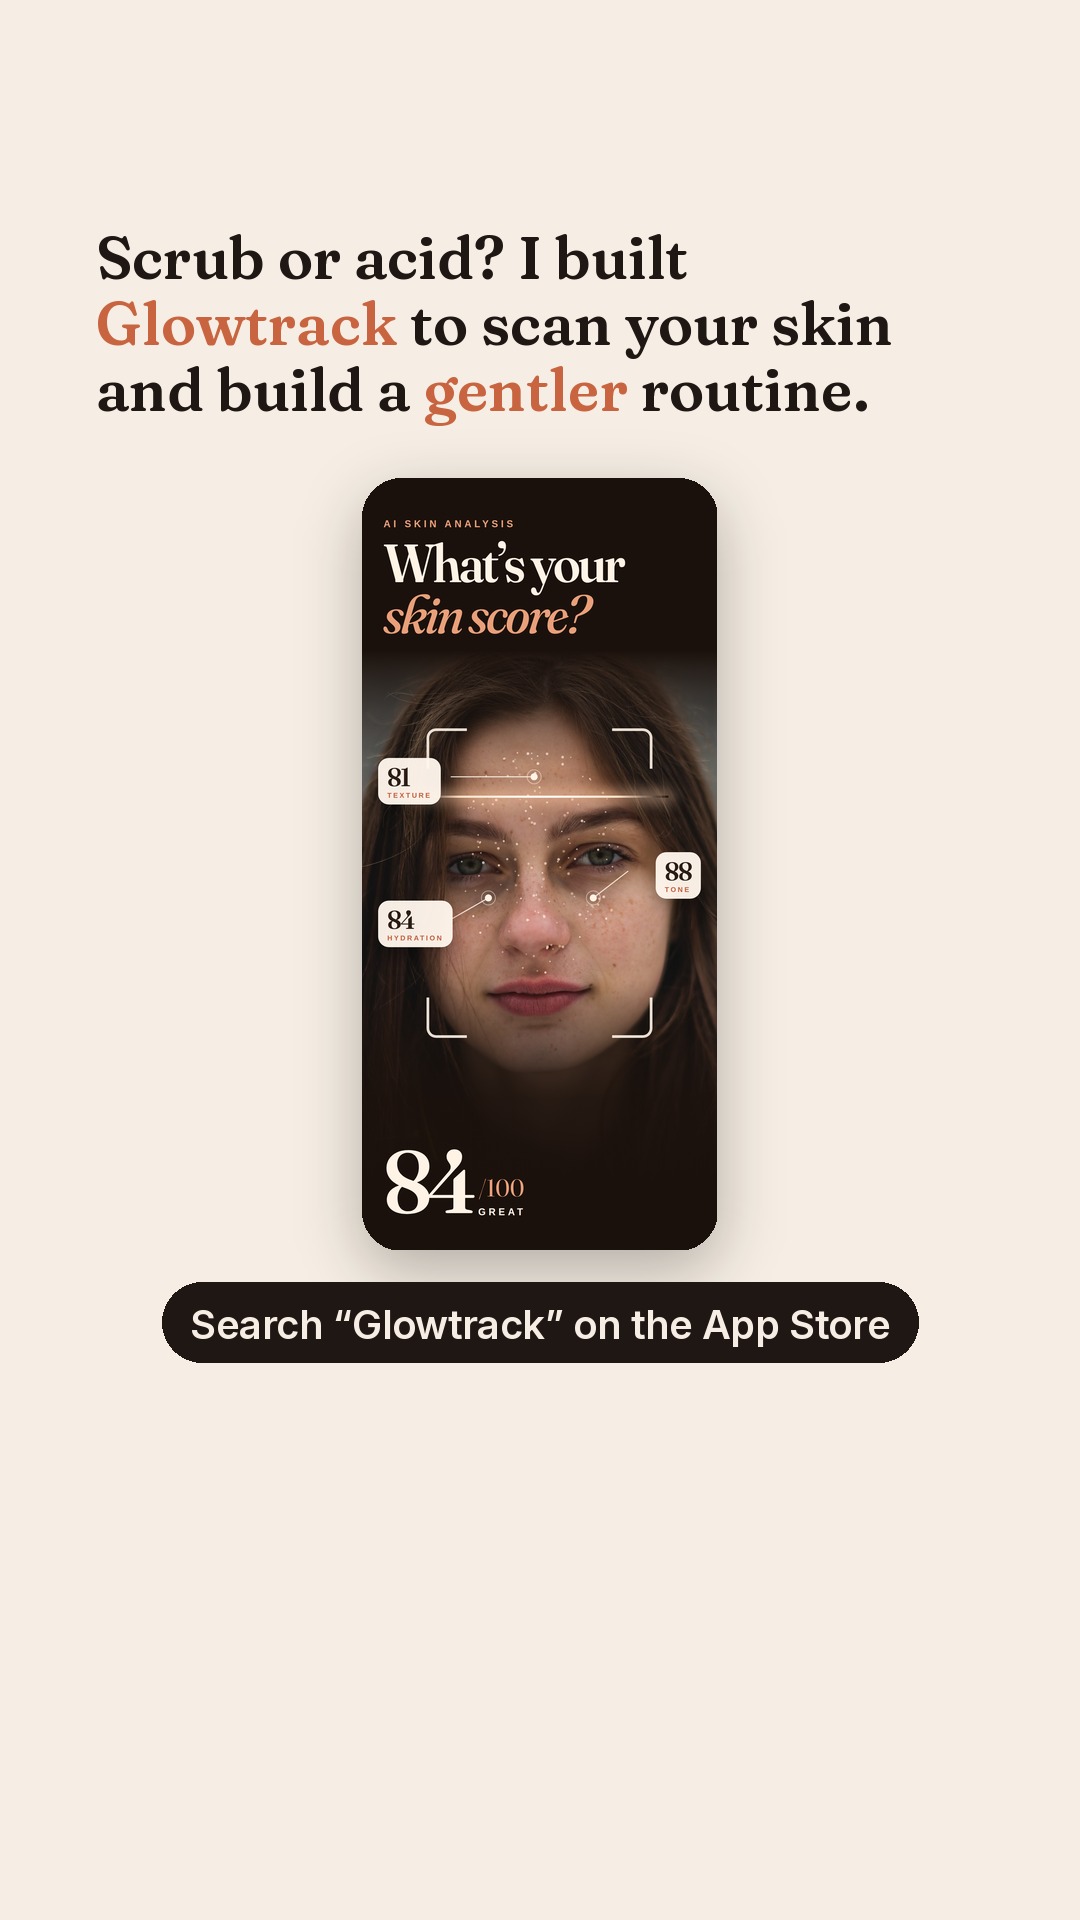 Scrub or acid? I built
Glowtrack to scan your skin
and build a gentler routine.
AI SKIN ANALYSIS
What’s your
skin score?
81
TEXTURE
88
TONE
84
HYDRATION
84 /100
GREAT
Search “Glowtrack” on the App Store